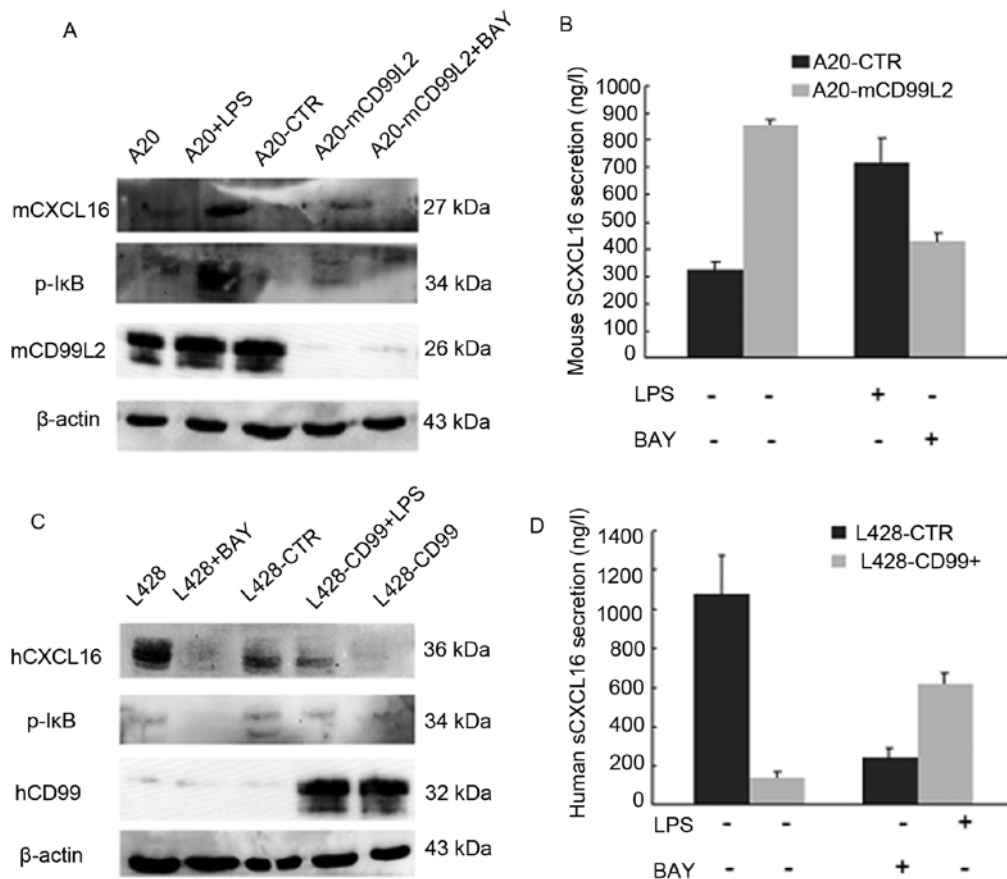 A
A20
A20+LPS
A20-CTR
A20-mCD99L2
A20-mCD99L2+BAY
mCXCL16
27 kDa
p-IκB
34 kDa
mCD99L2
26 kDa
β-actin
43 kDa
B
A20-CTR
A20-mCD99L2
Mouse SCXCL16 secretion (ng/l)
1000
900
800
700
600
500
400
300
200
100
0
LPS - - + -
BAY - - - +
C
L428
L428+BAY
L428-CTR
L428-CD99+LPS
L428-CD99
hCXCL16
36 kDa
p-IκB
34 kDa
hCD99
32 kDa
β-actin
43 kDa
D
L428-CTR
L428-CD99+
Human sCXCL16 secretion (ng/l)
1400
1200
1000
800
600
400
200
0
LPS - - - +
BAY - - + -